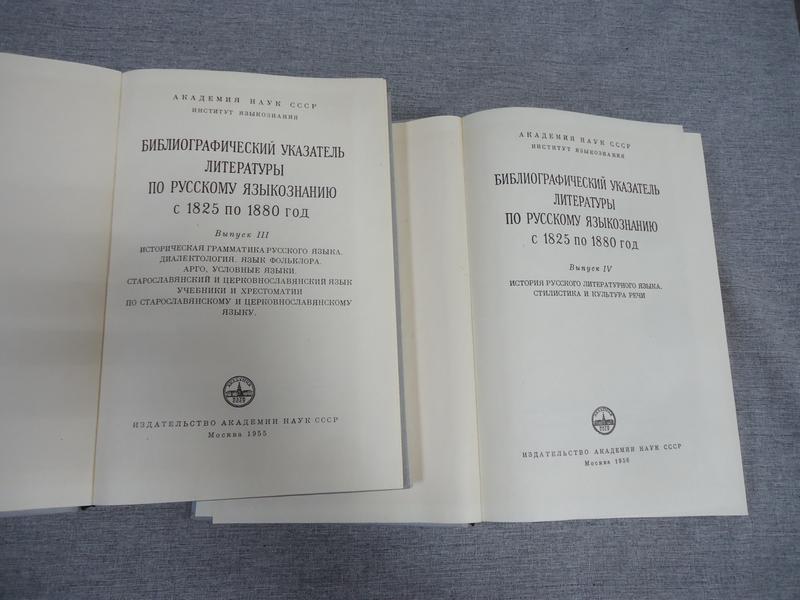 АКАДЕМИЯ НАУК СССР
ИНСТИТУТ ЯЗЫКОЗНАНИЯ
БИБЛИОГРАФИЧЕСКИЙ УКАЗАТЕЛЬ
ЛИТЕРАТУРЫ
ПО РУССКОМУ ЯЗЫКОЗНАНИЮ
с 1825 по 1880 год
Выпуск III
ИСТОРИЧЕСКАЯ ГРАММАТИКА РУССКОГО ЯЗЫКА.
ДИАЛЕКТОЛОГИЯ. ЯЗЫК ФОЛЬКЛОРА.
АРГО, УСЛОВНЫЕ ЯЗЫКИ.
СТАРОСЛАВЯНСКИЙ И ЦЕРКОВНОСЛАВЯНСКИЙ ЯЗЫК
УЧЕБНИКИ И ХРЕСТОМАТИИ
ПО СТАРОСЛАВЯНСКОМУ И ЦЕРКОВНОСЛАВЯНСКОМУ
ЯЗЫКУ.
ИЗДАТЕЛЬСТВО АКАДЕМИИ НАУК СССР
Москва 1955
АКАДЕМИЯ НАУК СССР
ИНСТИТУТ ЯЗЫКОЗНАНИЯ
БИБЛИОГРАФИЧЕСКИЙ УКАЗАТЕЛЬ
ЛИТЕРАТУРЫ
ПО РУССКОМУ ЯЗЫКОЗНАНИЮ
с 1825 по 1880 год
Выпуск IV
ИСТОРИЯ РУССКОГО ЛИТЕРАТУРНОГО ЯЗЫКА.
СТИЛИСТИКА И КУЛЬТУРА РЕЧИ
ИЗДАТЕЛЬСТВО АКАДЕМИИ НАУК СССР
Москва 1956